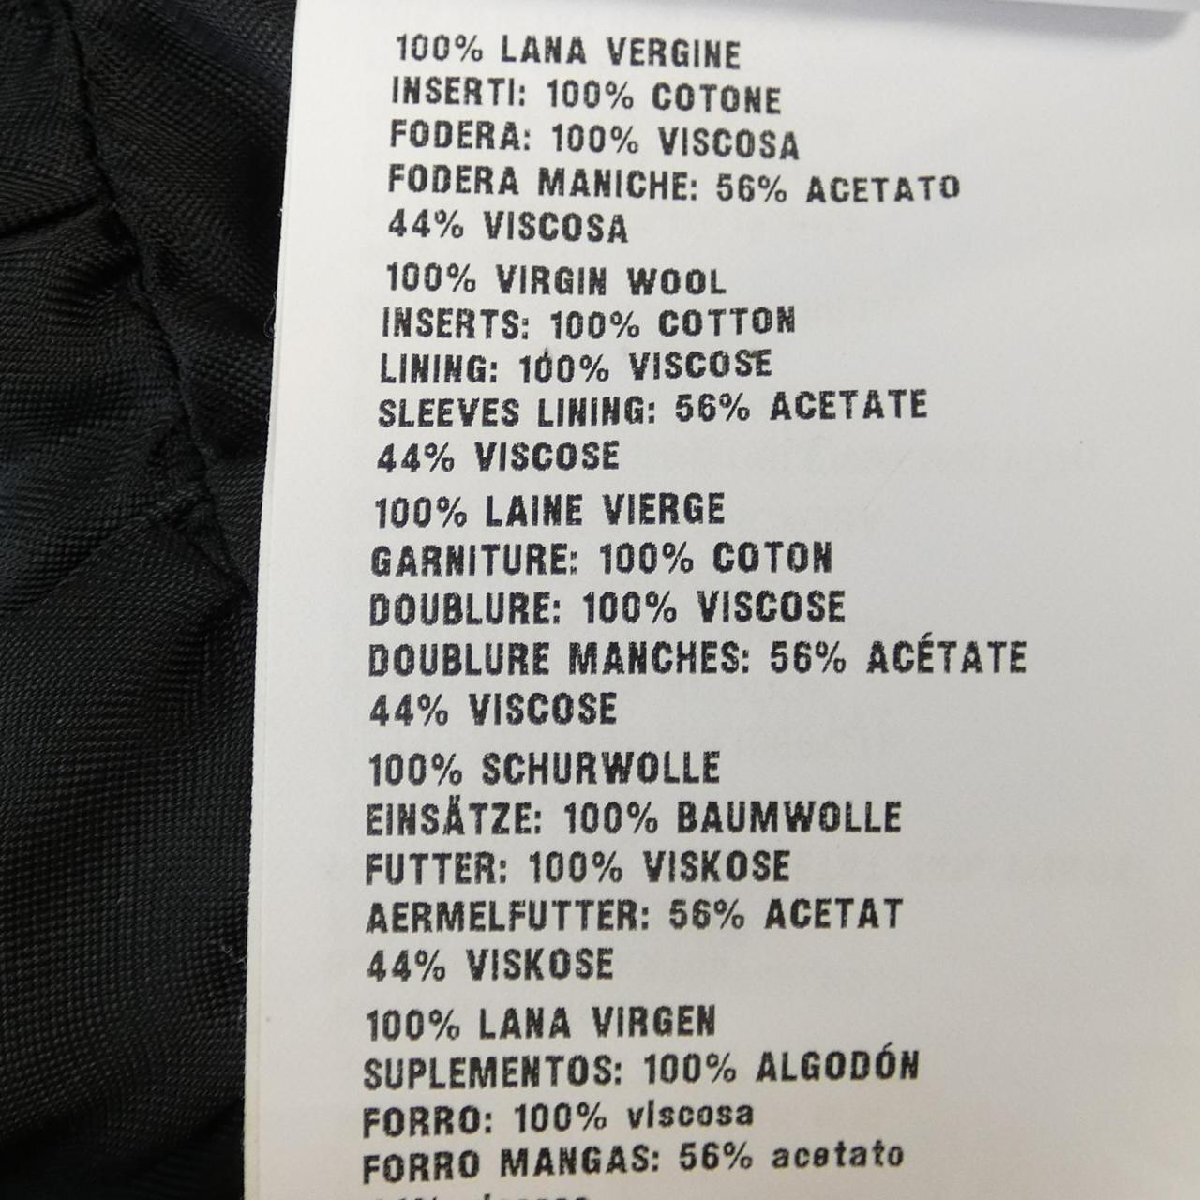 100% LANA VERGINE
INSERTI: 100% COTONE
FODERA: 100% VISCOSA
FODERA MANICHE: 56% ACETATO
44% VISCOSA
100% VIRGIN WOOL
INSERTS: 100% COTTON
LINING: 100% VISCOSE
SLEEVES LINING: 56% ACETATE
44% VISCOSE
100% LAINE VIERGE
GARNITURE: 100% COTON
DOUBLURE: 100% VISCOSE
DOUBLURE MANCHES: 56% ACÉTATE
44% VISCOSE
100% SCHURWOLLE
EINSÄTZE: 100% BAUMWOLLE
FUTTER: 100% VISKOSE
AERMELFUTTER: 56% ACETAT
44% VISKOSE
100% LANA VIRGEN
SUPLEMENTOS: 100% ALGODÓN
FORRO: 100% viscosa
FORRO MANGAS: 56% acetato